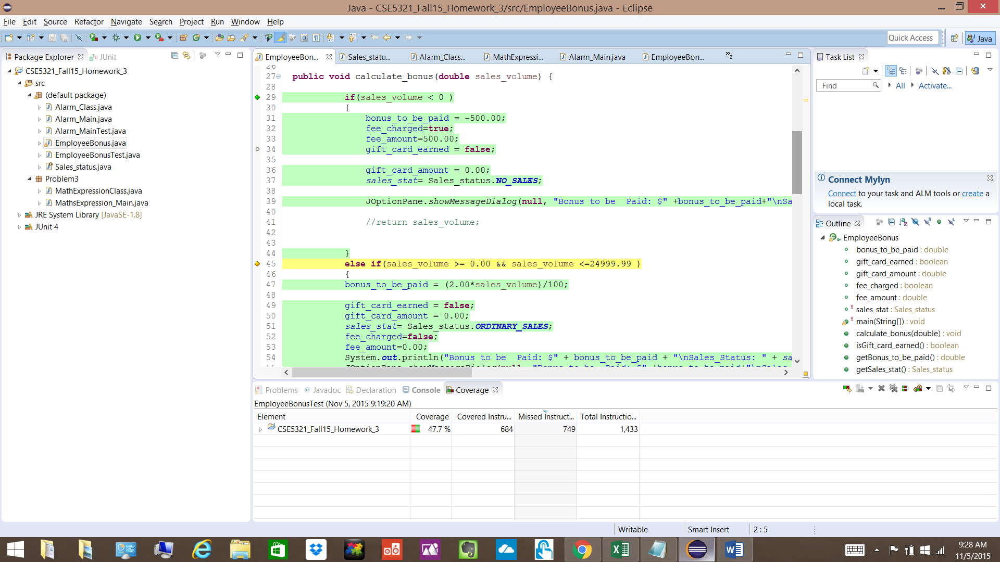 Java - CSE5321_Fall15_Homework_3/src/EmployeeBonus.java - Eclipse
File Edit Source Refactor Navigate Search Project Run Window Help
Quick Access
Java
Package Explorer
JUnit
CSE5321_Fall15_Homework_3
src
(default package)
Alarm_Class.java
Alarm_Main.java
Alarm_MainTest.java
EmployeeBonus.java
EmployeeBonusTest.java
Sales_status.java
Problem3
MathExpressionClass.java
MathsExpression_Main.java
JRE System Library [JavaSE-1.8]
JUnit 4
EmployeeBon... Sales_statu... Alarm_Class... MathExpressi... Alarm_Main.java EmployeeBon... »2
26
27 public void calculate_bonus(double sales_volume) {
28
29 if(sales_volume < 0 )
30 {
31 bonus_to_be_paid = -500.00;
32 fee_charged=true;
33 fee_amount=500.00;
34 gift_card_earned = false;
35
36 gift_card_amount = 0.00;
37 sales_stat= Sales_status.NO_SALES;
38
39 JOptionPane.showMessageDialog(null, "Bonus to be  Paid: $" +bonus_to_be_paid+"\nSa
40
41 //return sales_volume;
42
43
44 }
45 else if(sales_volume >= 0.00 && sales_volume <=24999.99 )
46 {
47 bonus_to_be_paid = (2.00*sales_volume)/100;
48
49 gift_card_earned = false;
50 gift_card_amount = 0.00;
51 sales_stat= Sales_status.ORDINARY_SALES;
52 fee_charged=false;
53 fee_amount=0.00;
54 System.out.println("Bonus to be  Paid: $" + bonus_to_be_paid + "\nSales_Status: " + sa
Task List
Find
All
Activate...
Connect Mylyn
Connect to your task and ALM tools or create a
local task.
Outline
EmployeeBonus
bonus_to_be_paid : double
gift_card_earned : boolean
gift_card_amount : double
fee_charged : boolean
fee_amount : double
S sales_stat : Sales_status
S main(String[]) : void
calculate_bonus(double) : void
isGift_card_earned() : boolean
getBonus_to_be_paid() : double
getSales_stat() : Sales_status
Problems @ Javadoc Declaration Console Coverage
EmployeeBonusTest (Nov 5, 2015 9:19:20 AM)
Element Coverage Covered Instru... Missed Instruct... Total Instructio...
CSE5321_Fall15_Homework_3 47.7 % 684 749 1,433
Writable Smart Insert 2 : 5
9:28 AM
11/5/2015